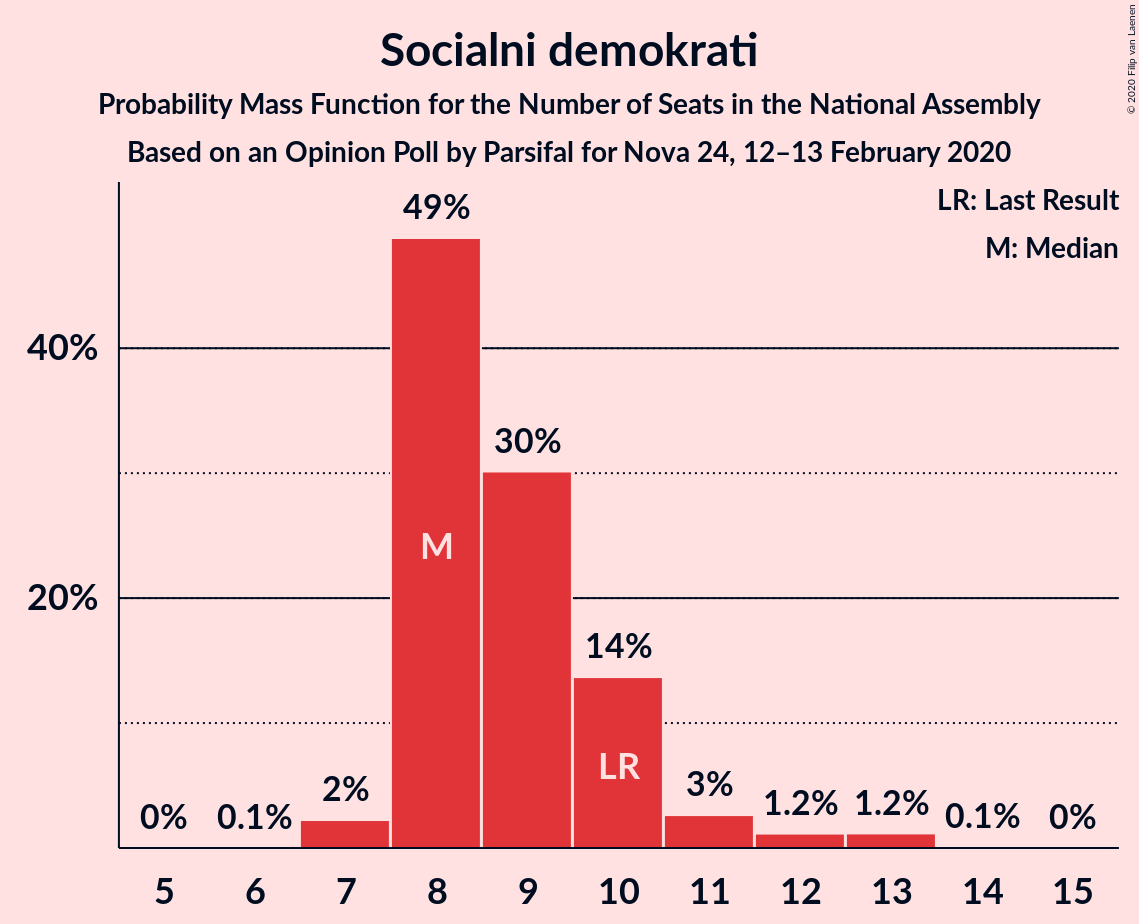 Socialni demokrati
Probability Mass Function for the Number of Seats in the National Assembly
Based on an Opinion Poll by Parsifal for Nova 24, 12–13 February 2020
© 2020 Filip van Laenen
LR: Last Result
M: Median
49%
40%
30%
M
20%
14%
LR
2%
3%
0%
0.1%
1.2%
1.2%
0.1%
0%
5 6 7 8 9 10 11 12 13 14 15